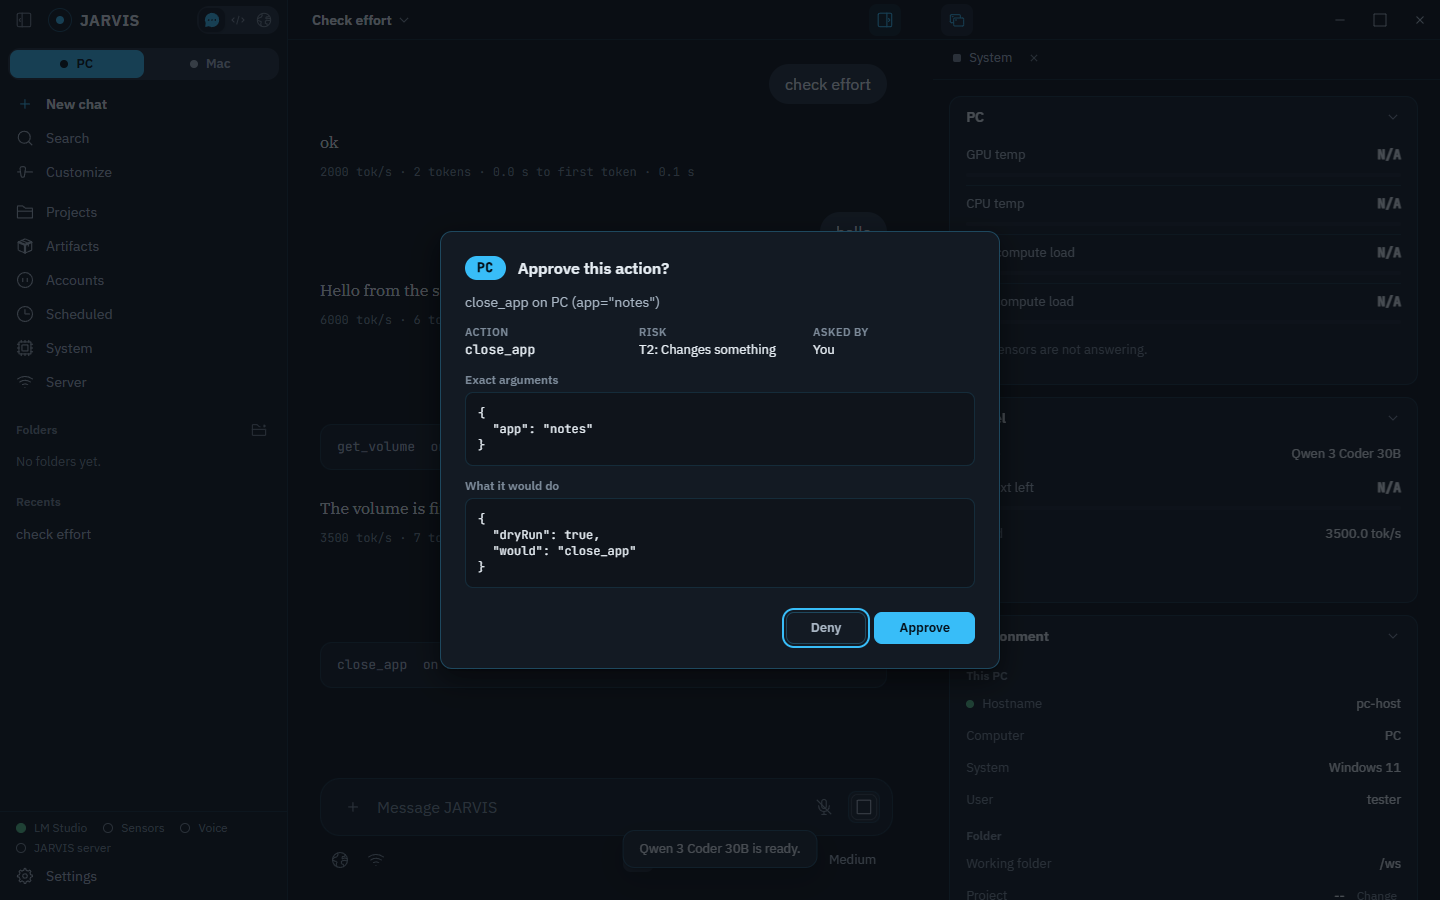 JARVIS
PC
Mac
New chat
Search
Customize
Projects
Artifacts
Accounts
Scheduled
System
Server
Folders
No folders yet.
Recents
check effort
LM Studio
Sensors
Voice
JARVIS server
Settings
Check effort
check effort
ok
2000 tok/s · 2 tokens · 0.0 s to first token · 0.1 s
hello
Hello from the s
6000 tok/s · 6 to
get_volume o
The volume is fi
3500 tok/s · 7 to
close_app on
Message JARVIS
Qwen 3 Coder 30B is ready.
Medium
PC Approve this action?
close_app on PC (app="notes")
ACTION RISK ASKED BY
close_app T2: Changes something You
Exact arguments
{
"app": "notes"
}
What it would do
{
"dryRun": true,
"would": "close_app"
}
Deny Approve
System
PC
GPU temp N/A
CPU temp N/A
ompute load N/A
ompute load N/A
ensors are not answering.
el
Qwen 3 Coder 30B
xt left N/A
3500.0 tok/s
onment
This PC
Hostname pc-host
Computer PC
System Windows 11
User tester
Folder
Working folder /ws
Project -- Change